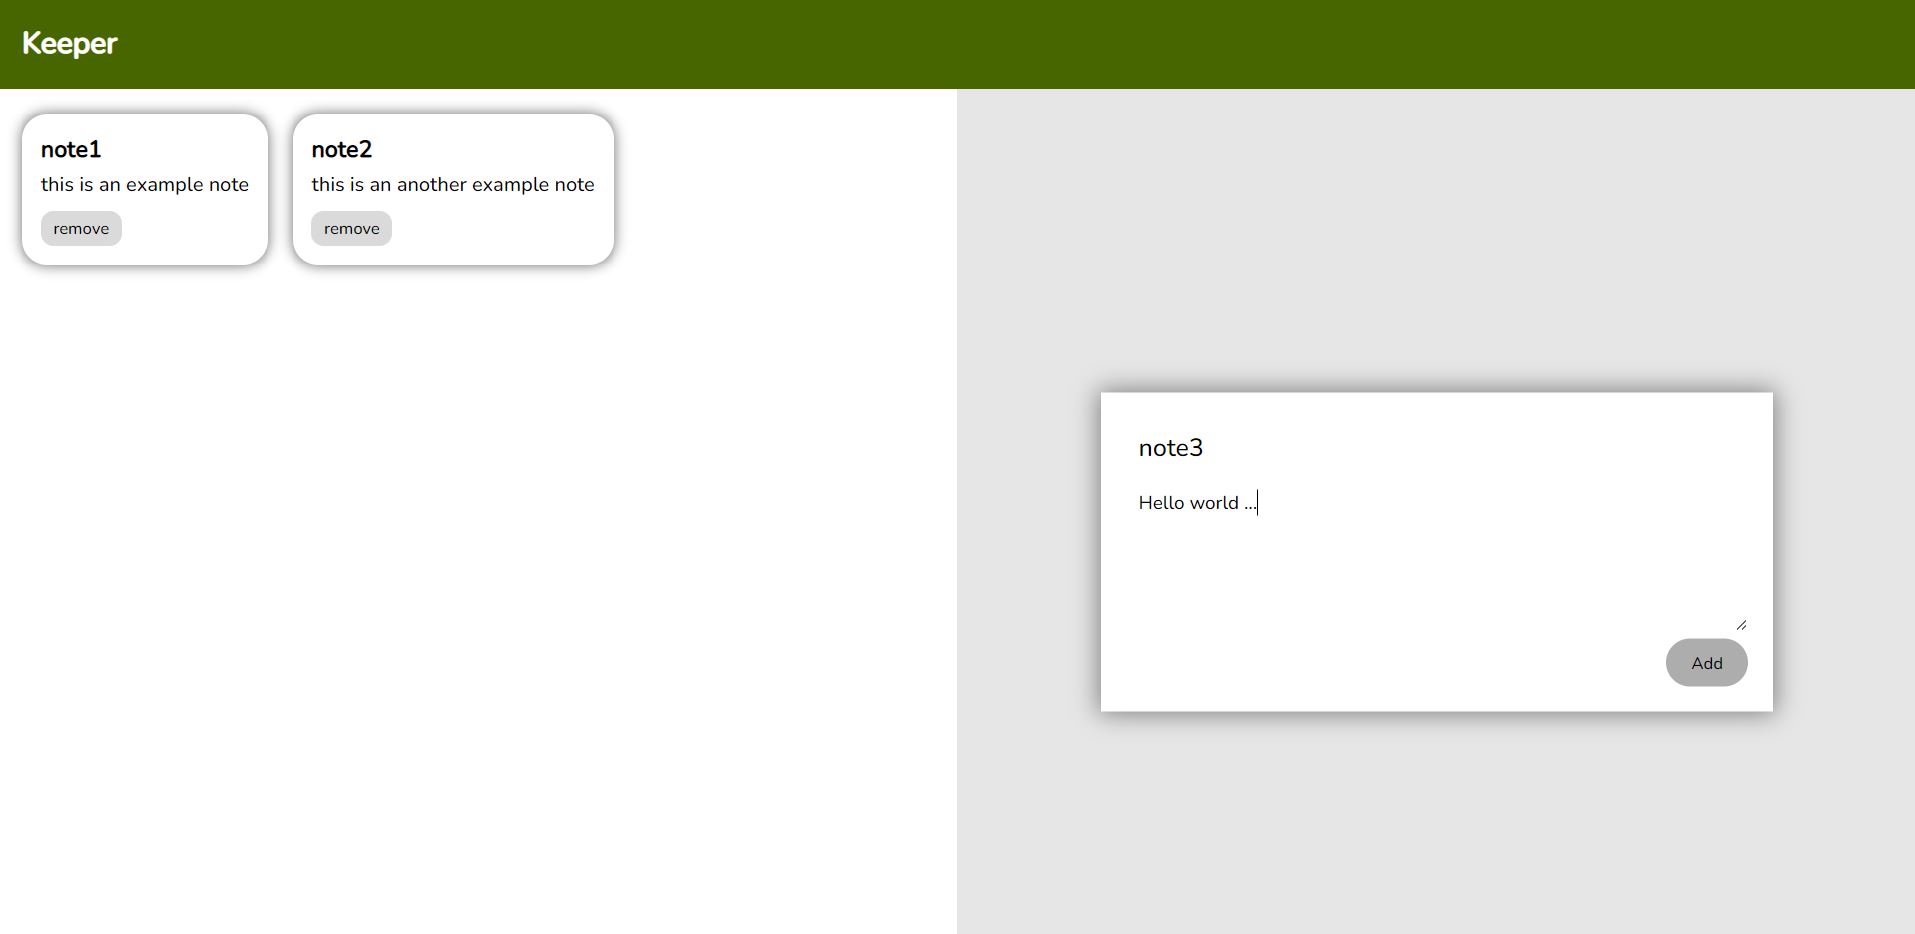 Keeper
note1
this is an example note
remove
note2
this is an another example note
remove
note3
Hello world ...
Add